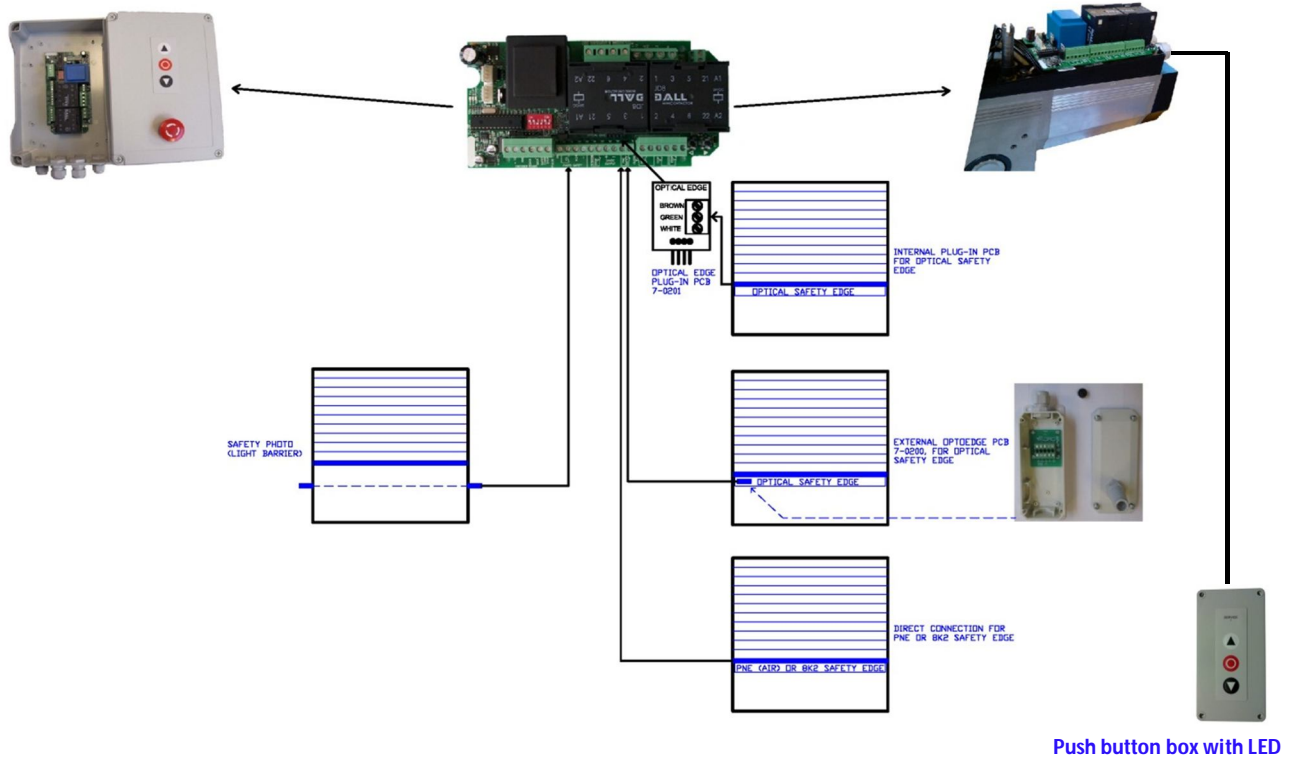 DALL
DALL
OPTICAL EDGE
BROWN
GREEN
WHITE
OPTICAL EDGE
PLUG-IN PCB
7-0201
OPTICAL SAFETY EDGE
INTERNAL PLUG-IN PCB
FOR OPTICAL SAFETY
EDGE
SAFETY PHOTO
(LIGHT BARRIER)
OPTICAL SAFETY EDGE
EXTERNAL OPTOEDGE PCB
7-0200, FOR OPTICAL
SAFETY EDGE
PNE (AIR) OR 8K2 SAFETY EDGE
DIRECT CONNECTION FOR
PNE OR 8K2 SAFETY EDGE
Push button box with LED